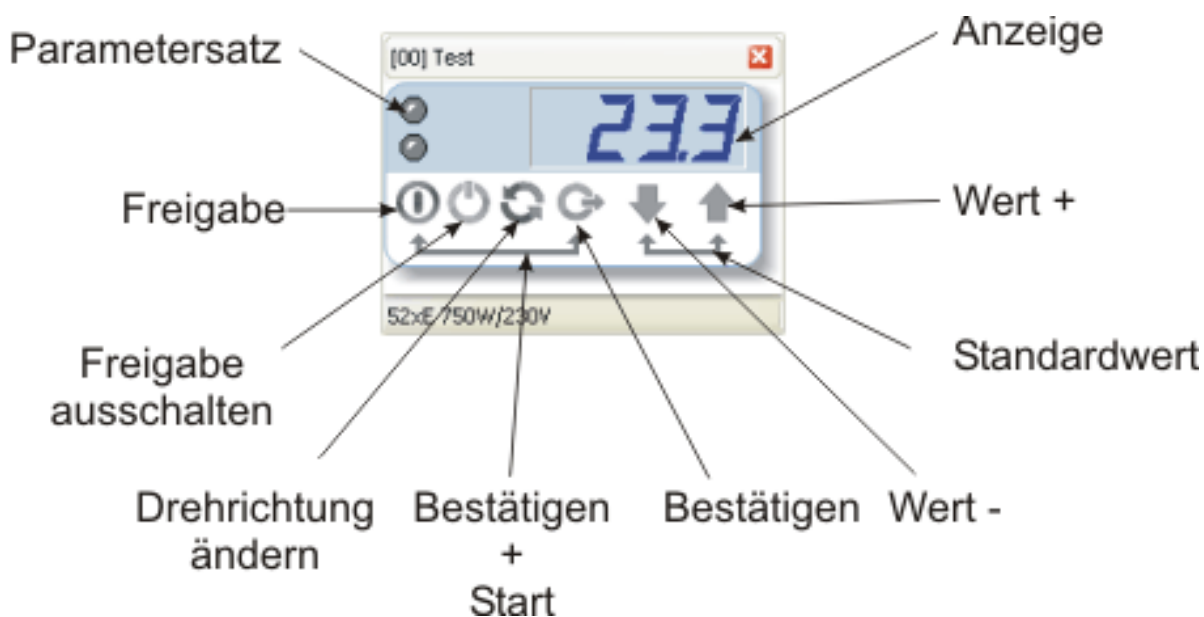 Parametersatz
[00] Test
Anzeige
23.3
Freigabe
Wert +
52xE 750W/230V
Freigabe
ausschalten
Standardwert
Drehrichtung
ändern
Bestätigen
+
Start
Bestätigen
Wert -